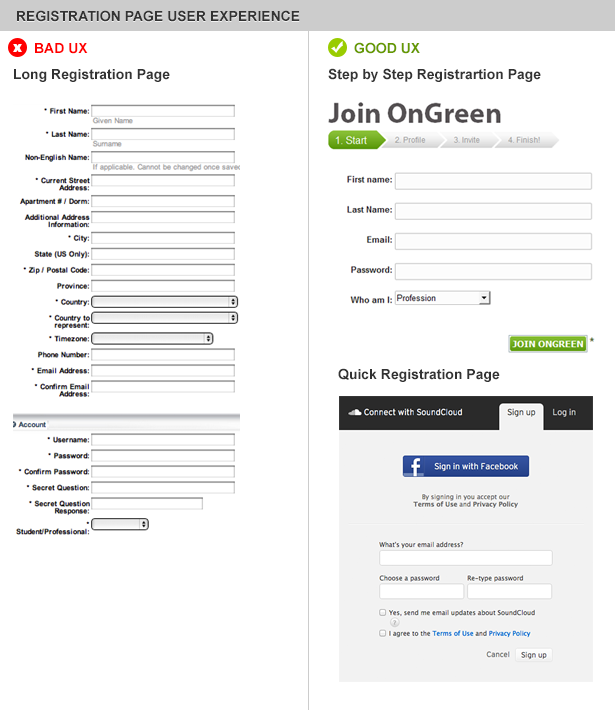 REGISTRATION PAGE USER EXPERIENCE
BAD UX
Long Registration Page
* First Name:
Given Name
* Last Name:
Surname
Non-English Name:
If applicable. Cannot be changed once saved
* Current Street
Address:
Apartment # / Dorm:
Additional Address
Information:
* City:
State (US Only):
* Zip / Postal Code:
Province:
* Country:
* Country to
represent:
* Timezone:
Phone Number:
* Email Address:
* Confirm Email
Address:
Account
* Username:
* Password:
* Confirm Password:
* Secret Question:
* Secret Question
Response:
*
Student/Professional:
GOOD UX
Step by Step Registrartion Page
Join OnGreen
1. Start
2. Profile
3. Invite
4. Finish!
First name:
Last Name:
Email:
Password:
Who am I: Profession
JOIN ONGREEN *
Quick Registration Page
Connect with SoundCloud
Sign up
Log in
f Sign in with Facebook
By signing in you accept our
Terms of Use and Privacy Policy
What's your email address?
Choose a password
Re-type password
Yes, send me email updates about SoundCloud
?
I agree to the Terms of Use and Privacy Policy
Cancel
Sign up